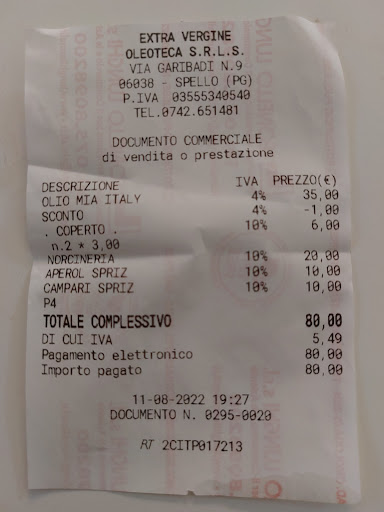 EXTRA VERGINE
OLEOTECA S.R.L.S.
VIA GARIBADI N.9
06038 - SPELLO (PG)
P.IVA 03555340540
TEL.0742.651481
DOCUMENTO COMMERCIALE
di vendita o prestazione
DESCRIZIONE IVA PREZZO(€)
OLIO MIA ITALY 4% 35,00
SCONTO 4% -1,00
. COPERTO . 10% 6,00
n.2 * 3,00
NORCINERIA 10% 20,00
APEROL SPRIZ 10% 10,00
CAMPARI SPRIZ 10% 10,00
P4
TOTALE COMPLESSIVO 80,00
DI CUI IVA 5,49
Pagamento elettronico 80,00
Importo pagato 80,00
11-08-2022 19:27
DOCUMENTO N. 0295-0020
RT 2CITP017213